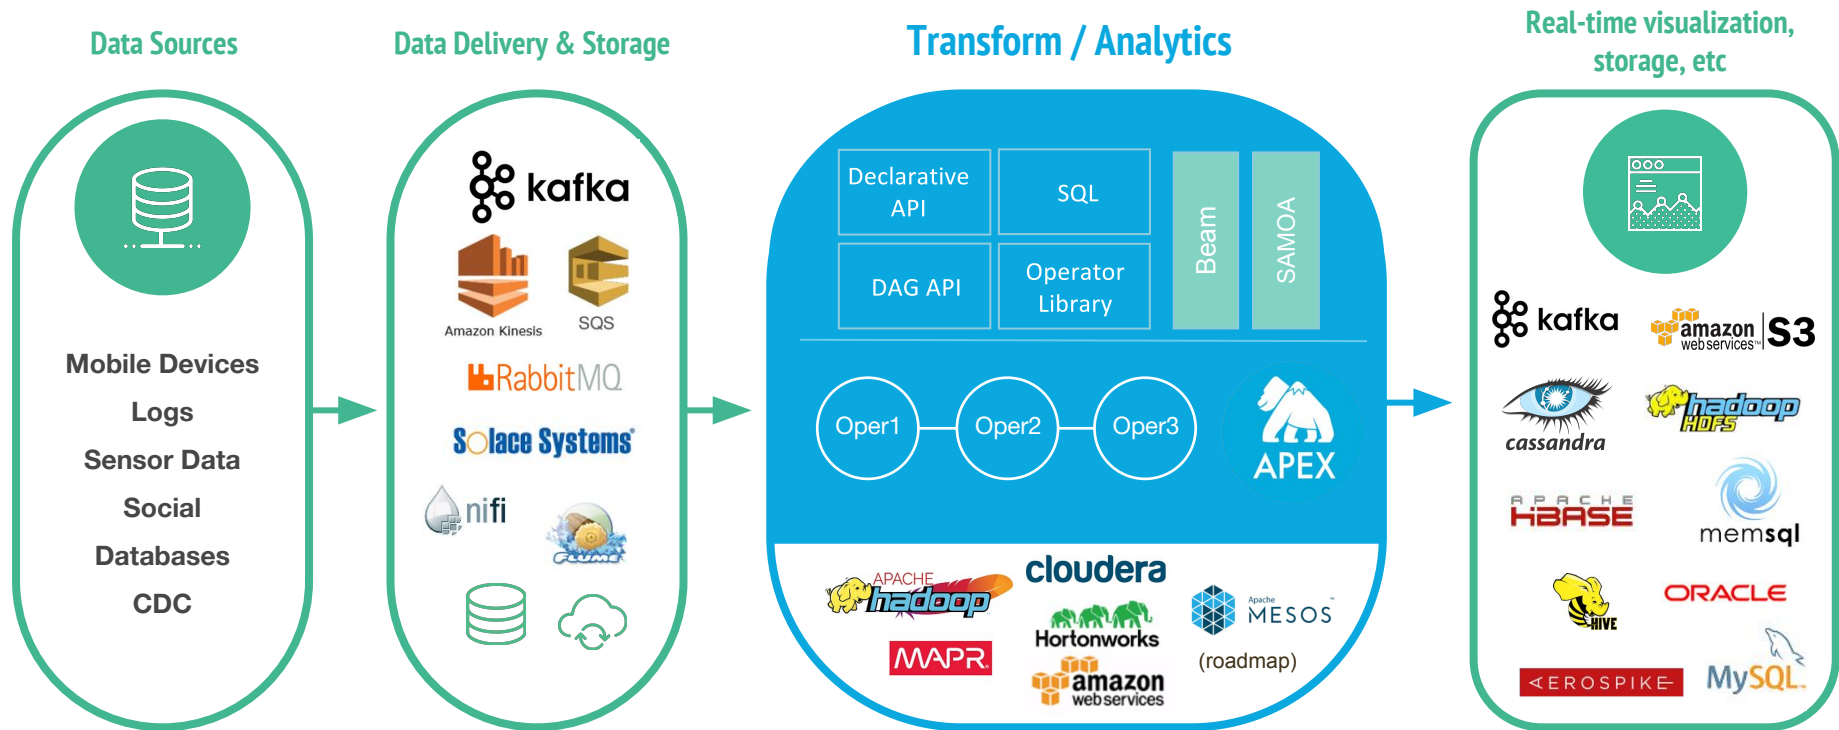 Data Sources
Mobile Devices
Logs
Sensor Data
Social
Databases
CDC
Data Delivery & Storage
kafka
Amazon Kinesis
SQS
RabbitMQ
Solace Systems®
nifi
FLUME
Transform / Analytics
Declarative
API
SQL
DAG API
Operator
Library
Beam
SAMOA
Oper1
Oper2
Oper3
APEX
APACHE
hadoop
cloudera
Hortonworks
MAPR
amazon
web services
Apache
MESOS™
(roadmap)
Real-time visualization,
storage, etc
kafka
amazon
web services™
S3
cassandra
hadoop
HDFS
APACHE
HBASE
memsql
HIVE
ORACLE
AEROSPIKE
MySQL™